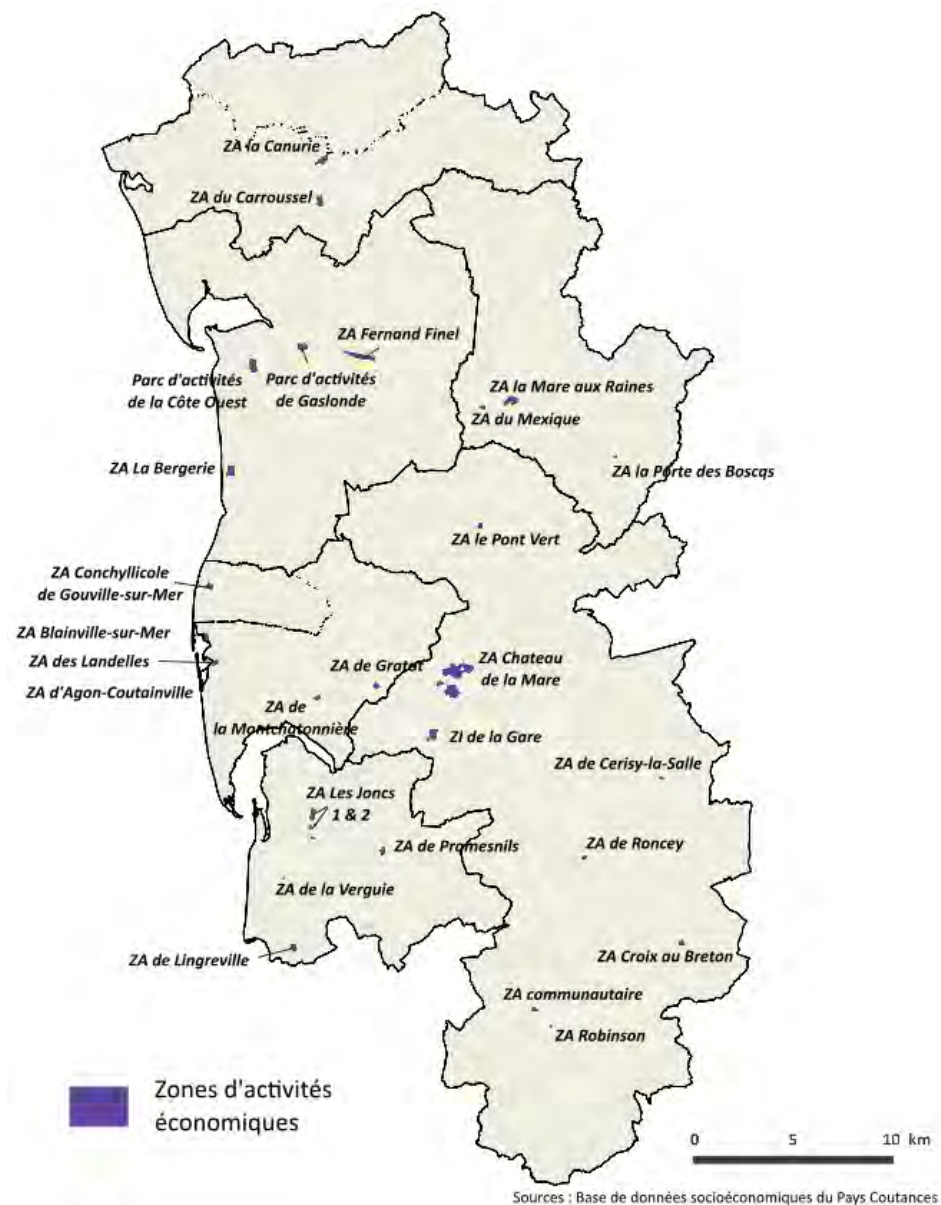 ZA la Canurie
ZA du Carroussel
ZA Fernand Finel
Parc d'activités
de la Côte Ouest
Parc d'activités
de Gaslonde
ZA la Mare aux Raines
ZA du Mexique
ZA La Bergerie
ZA la Porte des Boscqs
ZA le Pont Vert
ZA Conchyllicole
de Gouville-sur-Mer
ZA Blainville-sur-Mer
ZA des Landelles
ZA d'Agon-Coutainville
ZA de Gratot
ZA Chateau
de la Mare
ZA de
la Montchatonnière
ZI de la Gare
ZA de Cerisy-la-Salle
ZA Les Joncs
1 & 2
ZA de Pramesnils
ZA de Roncey
ZA de la Verguie
ZA de Lingreville
ZA Croix au Breton
ZA communautaire
ZA Robinson
Zones d'activités
économiques
0 5 10 km
Sources : Base de données socioéconomiques du Pays Coutances